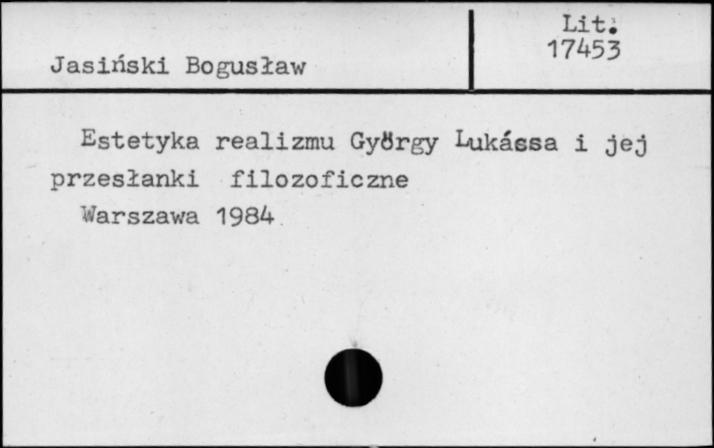 Lit.
17453
Jasiński Bogusław
Estetyka realizmu György Lukássa i jej
przesłanki filozoficzne
Warszawa 1984